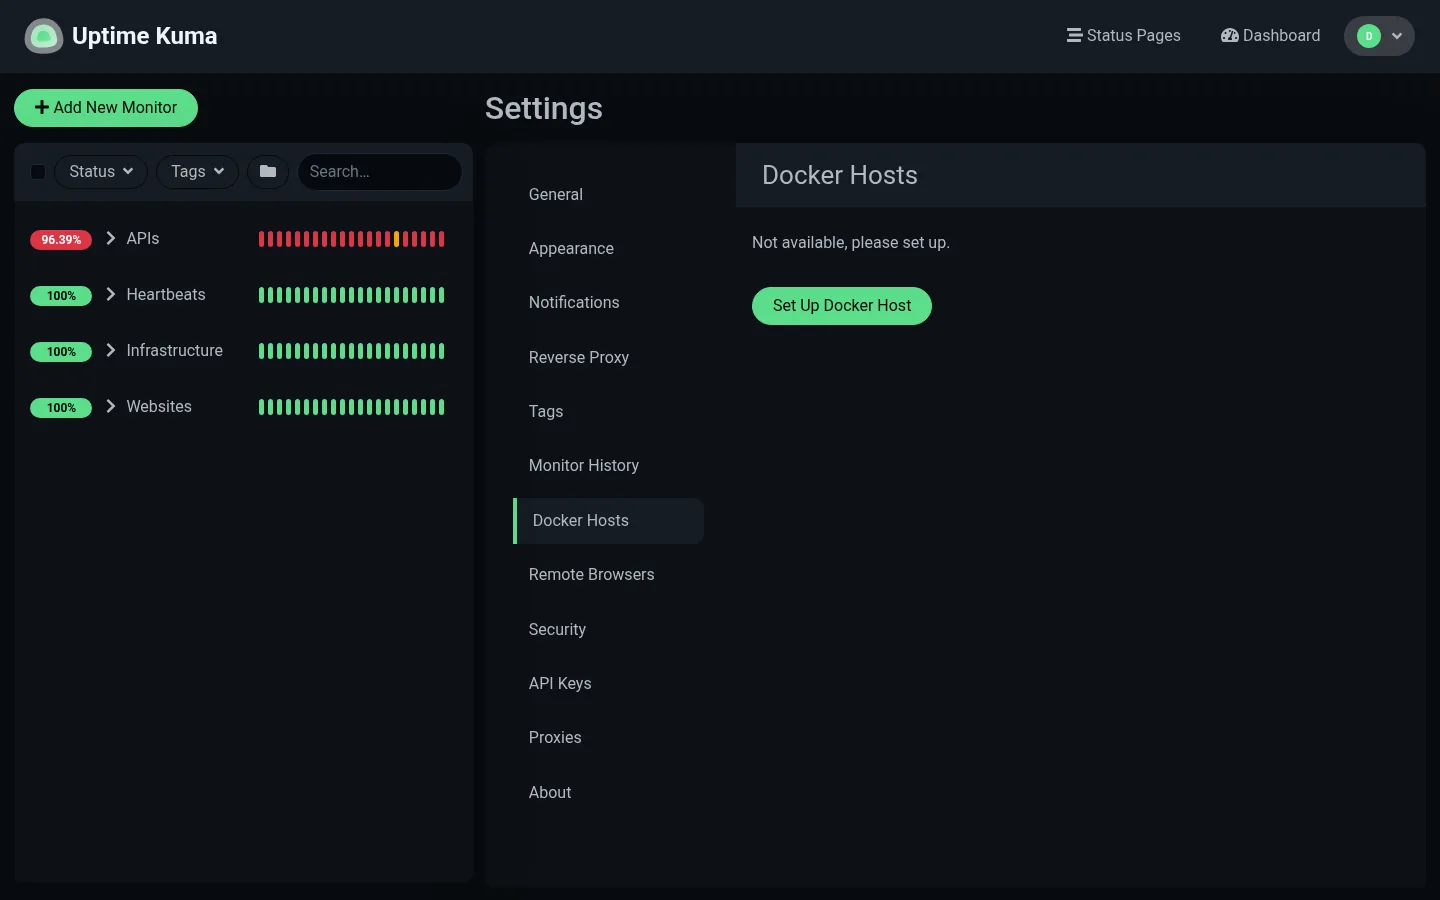 Uptime Kuma
Status Pages
Dashboard
D
Add New Monitor
Settings
Status
Tags
Search...
96.39%
APIs
100%
Heartbeats
100%
Infrastructure
100%
Websites
General
Appearance
Notifications
Reverse Proxy
Tags
Monitor History
Docker Hosts
Remote Browsers
Security
API Keys
Proxies
About
Docker Hosts
Not available, please set up.
Set Up Docker Host